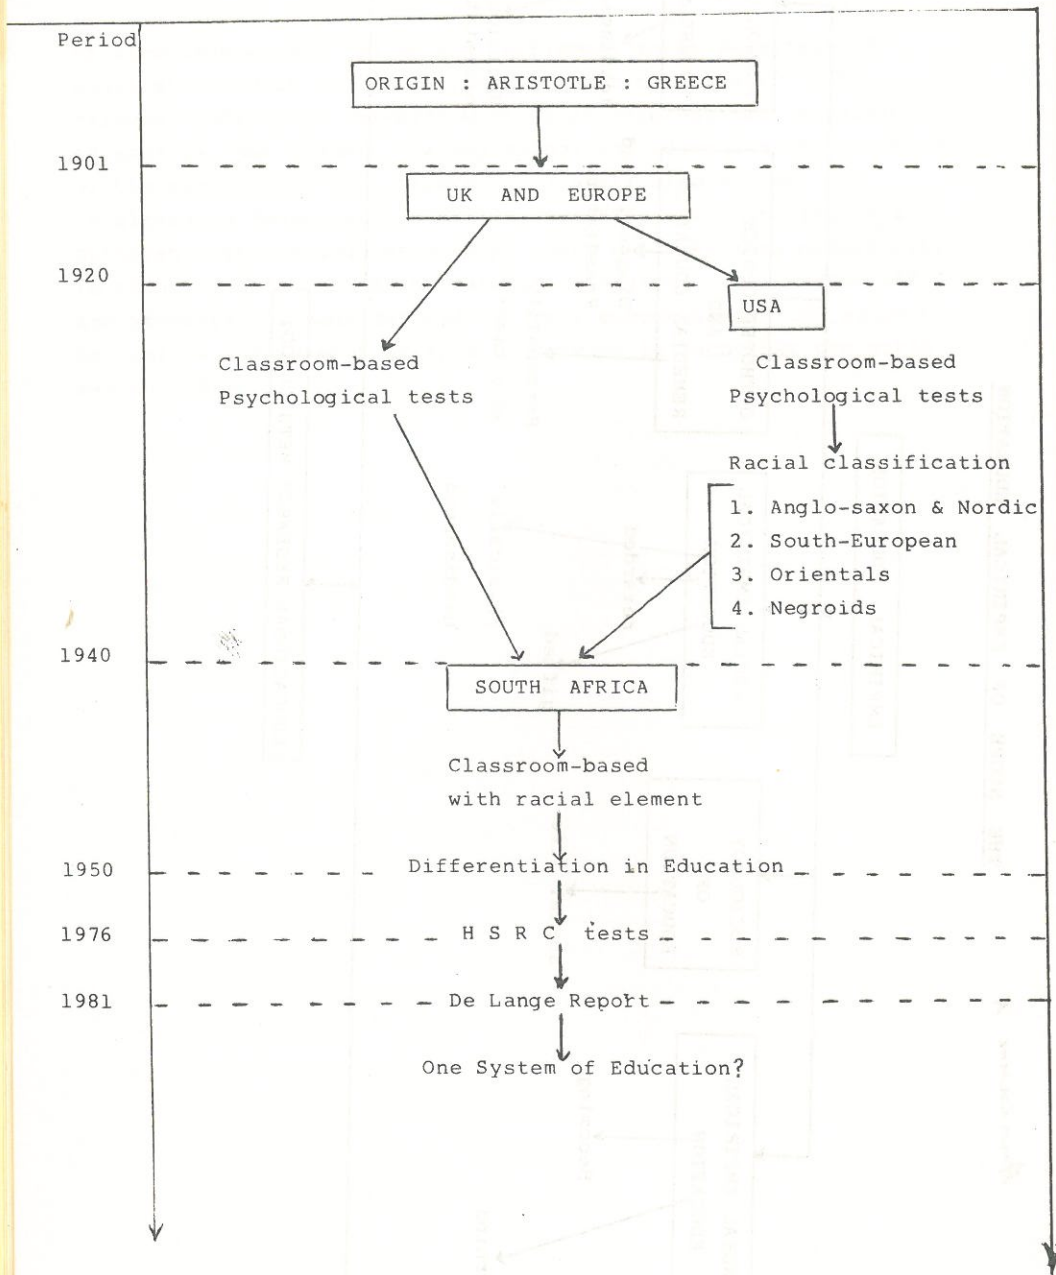 Period
ORIGIN : ARISTOTLE : GREECE
1901
UK AND EUROPE
1920
USA
Classroom-based
Psychological tests
Classroom-based
Psychological tests
Racial classification
1. Anglo-saxon & Nordic
2. South-European
3. Orientals
4. Negroids
1940
SOUTH AFRICA
Classroom-based
with racial element
1950
Differentiation in Education
1976
H S R C tests
1981
De Lange Report
One System of Education?